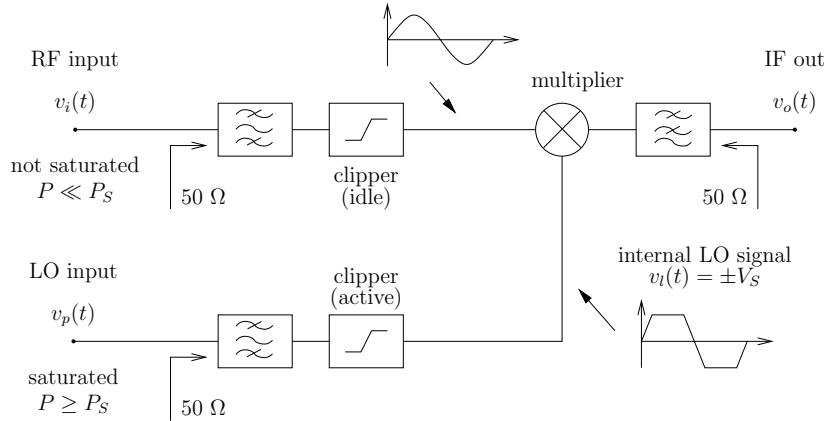 RF input
v_i(t)
not saturated
P ≪ P_S
50 Ω
clipper
(idle)
multiplier
IF out
v_o(t)
50 Ω
LO input
v_p(t)
saturated
P ≥ P_S
50 Ω
clipper
(active)
internal LO signal
v_l(t) = ±V_S